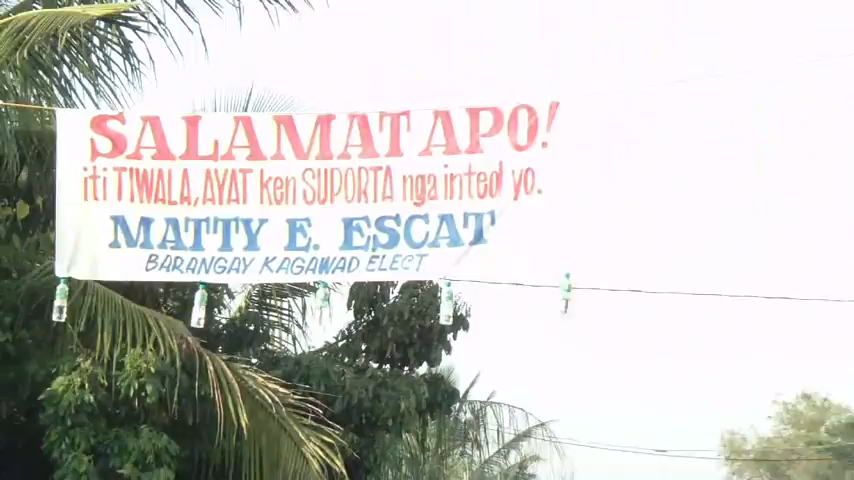 SALAMAT APO!
iti TIWALA, AYAT ken SUPORTA nga inted yo.
MATTY E. ESCAT
BARANGAY KAGAWAD ELECT